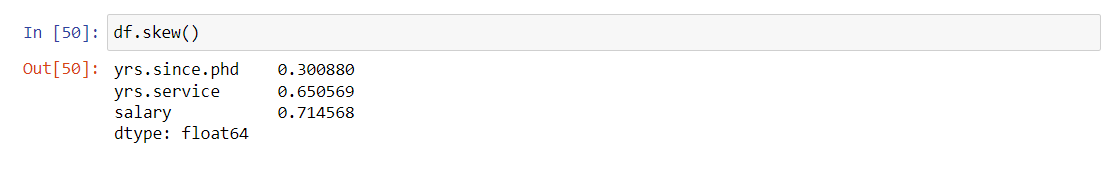 In [50]: df.skew()
Out[50]: yrs.since.phd    0.300880
yrs.service      0.650569
salary           0.714568
dtype: float64